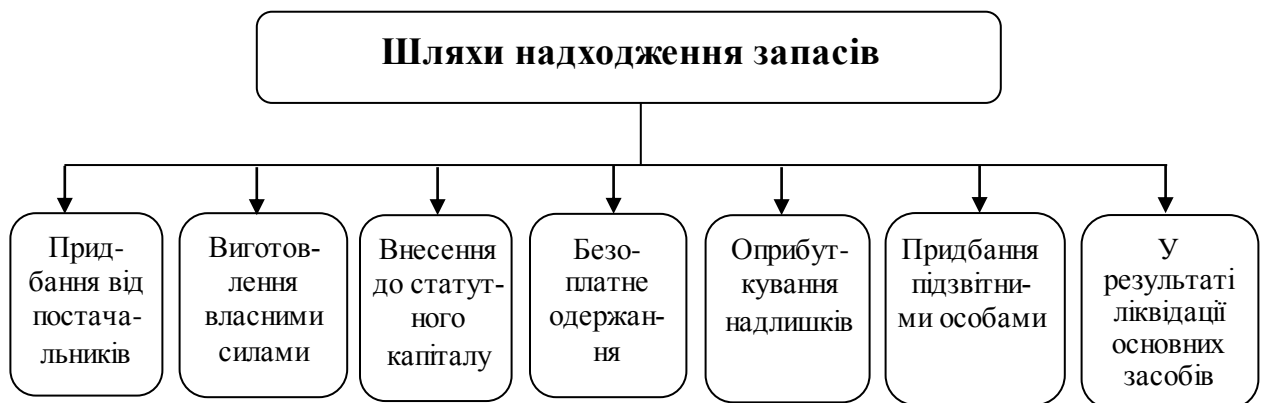 Шляхи надходження запасів
Прид-
бання від
постача-
льників
Виготов-
лення
власними
силами
Внесення
до статут-
ного
капіталу
Безо-
платне
одержан-
ня
Оприбут-
кування
надлишків
Придбання
підзвітни-
ми особами
У
результаті
ліквідації
основних
засобів